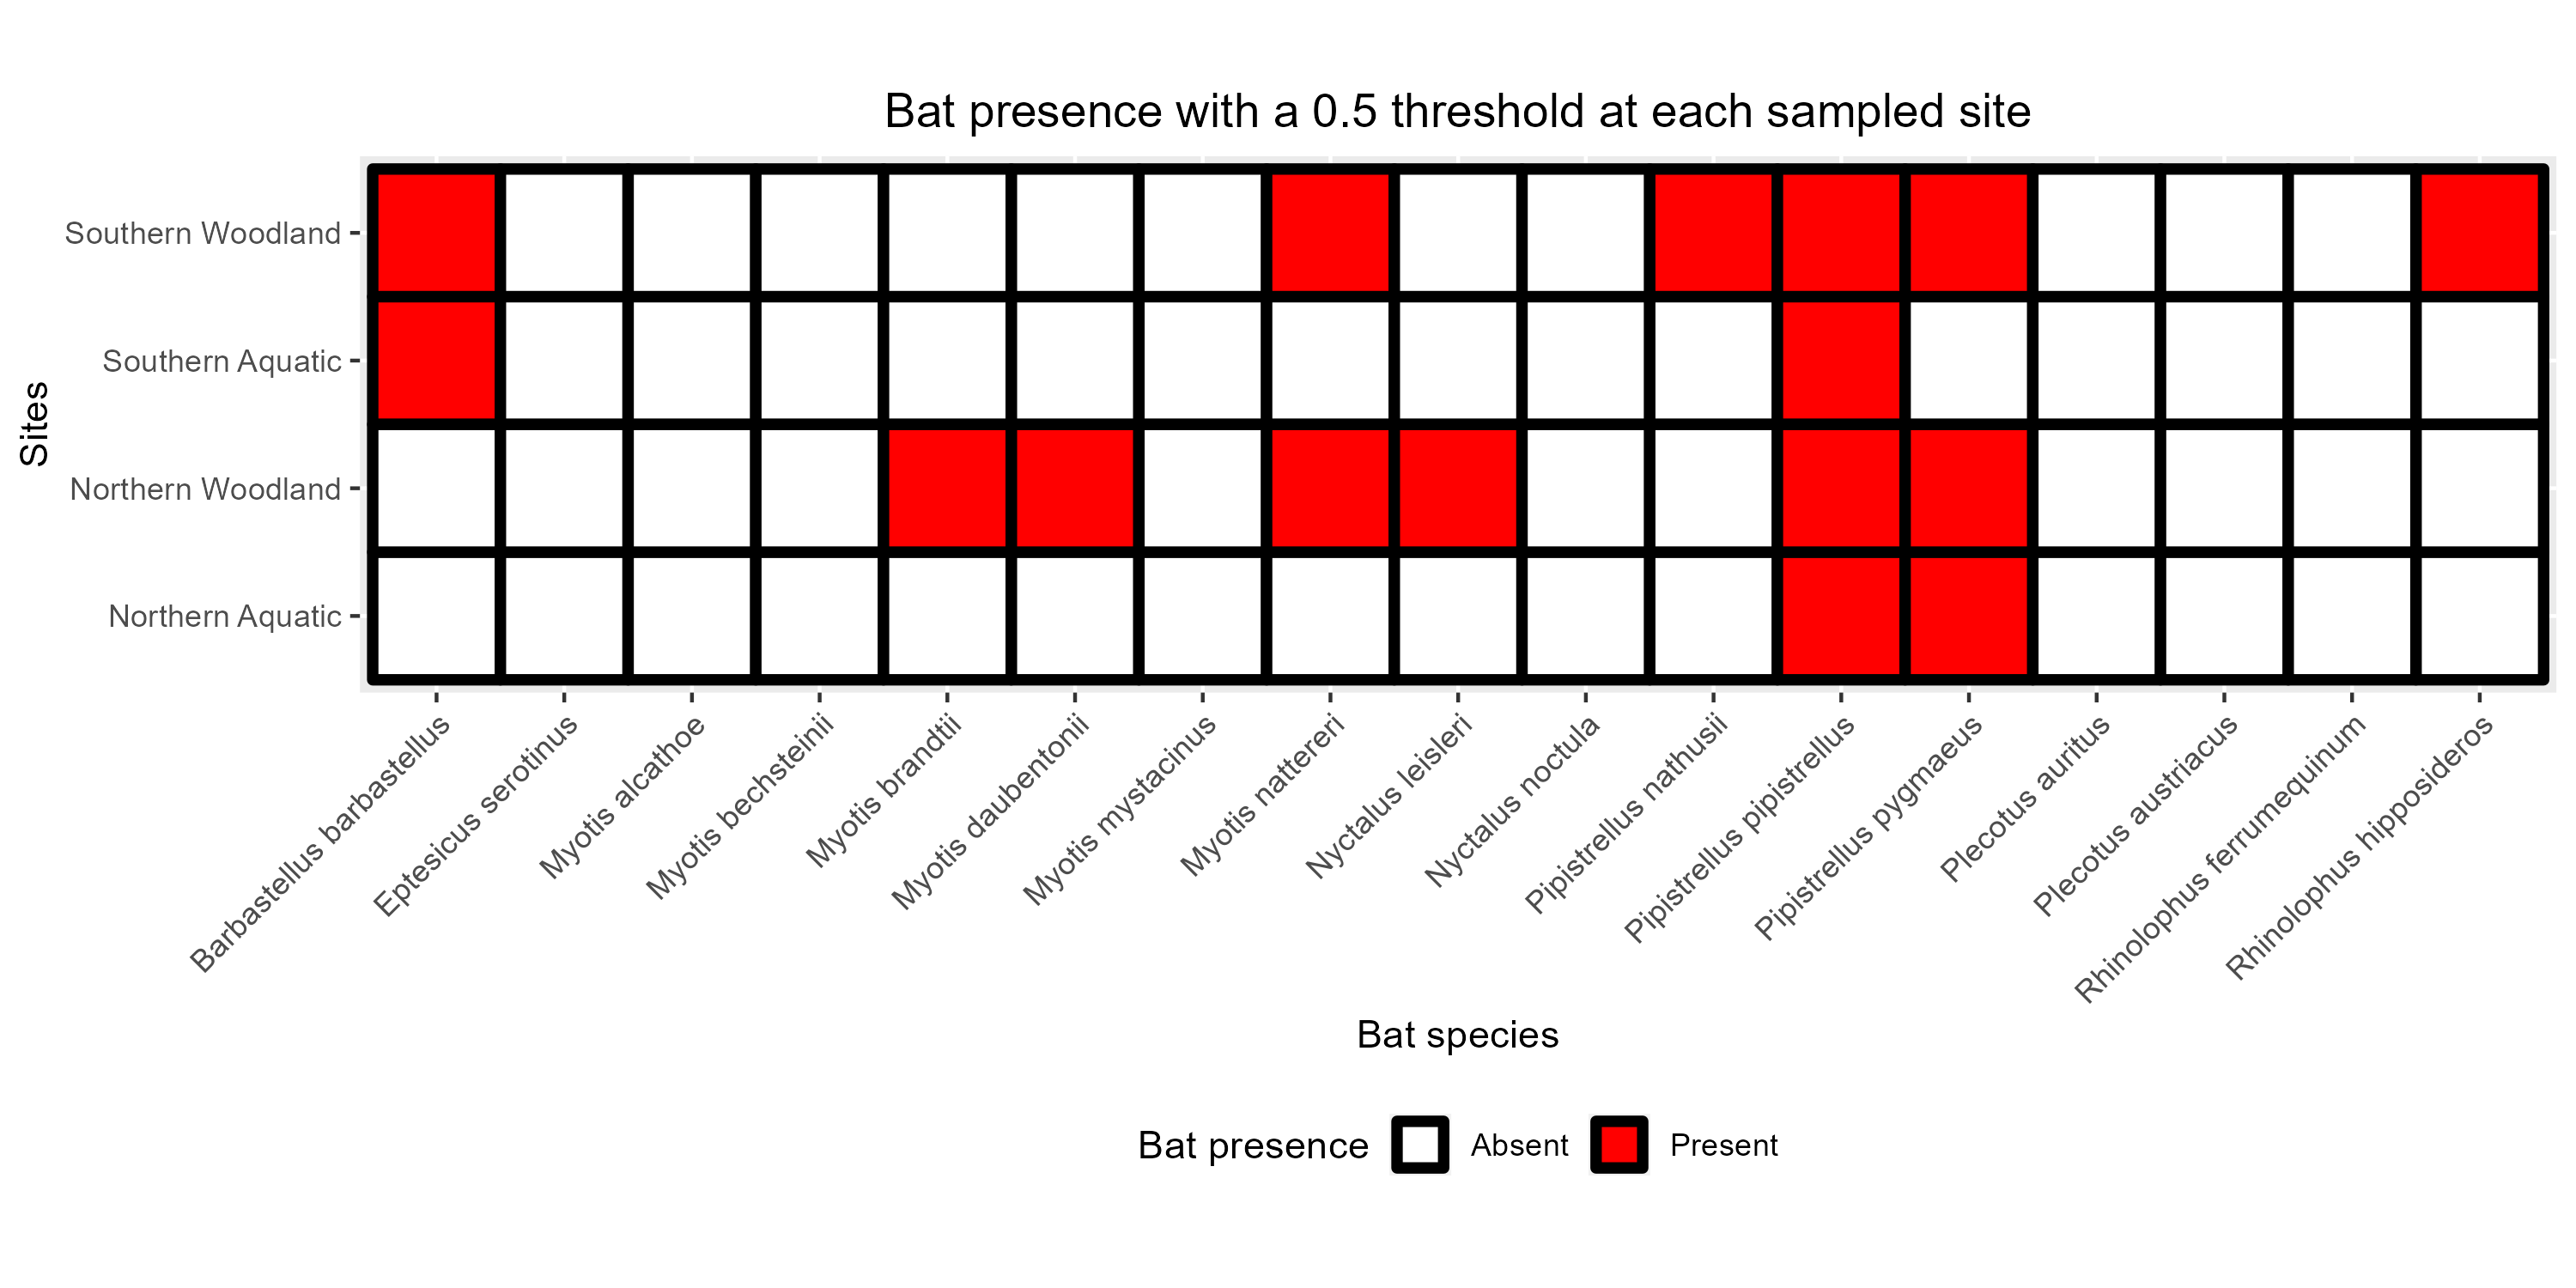 Bat presence with a 0.5 threshold at each sampled site
Sites
Southern Woodland
Southern Aquatic
Northern Woodland
Northern Aquatic
Barbastellus barbastellus
Eptesicus serotinus
Myotis alcathoe
Myotis bechsteinii
Myotis brandtii
Myotis daubentonii
Myotis mystacinus
Myotis nattereri
Nyctalus leisleri
Nyctalus noctula
Pipistrellus nathusii
Pipistrellus pipistrellus
Pipistrellus pygmaeus
Plecotus auritus
Plecotus austriacus
Rhinolophus ferrumequinum
Rhinolophus hipposideros
Bat species
Bat presence Absent Present